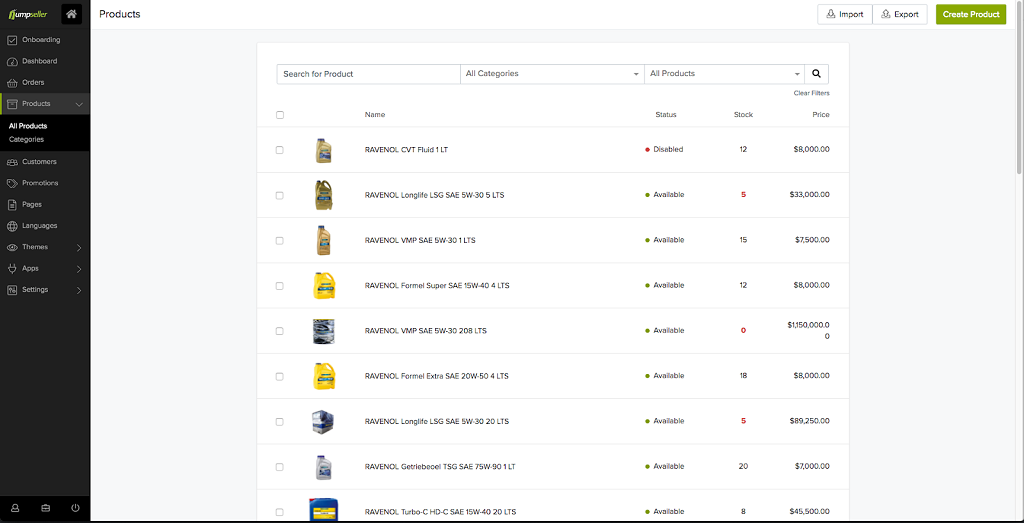 jumpseller
Products
Import
Export
Create Product
Onboarding
Dashboard
Orders
Products
All Products
Categories
Customers
Promotions
Pages
Languages
Themes
Apps
Settings
Search for Product
All Categories
All Products
Clear Filters
Name Status Stock Price
RAVENOL CVT Fluid 1 LT Disabled 12 $8,000.00
RAVENOL Longlife LSG SAE 5W-30 5 LTS Available 5 $33,000.00
RAVENOL VMP SAE 5W-30 1 LTS Available 15 $7,500.00
RAVENOL Formel Super SAE 15W-40 4 LTS Available 12 $8,000.00
RAVENOL VMP SAE 5W-30 208 LTS Available 0 $1,150,000.0
0
RAVENOL Formel Extra SAE 20W-50 4 LTS Available 18 $8,000.00
RAVENOL Longlife LSG SAE 5W-30 20 LTS Available 5 $89,250.00
RAVENOL Getriebeoel TSG SAE 75W-90 1 LT Available 20 $7,000.00
RAVENOL Turbo-C HD-C SAE 15W-40 20 LTS Available 8 $45,500.00